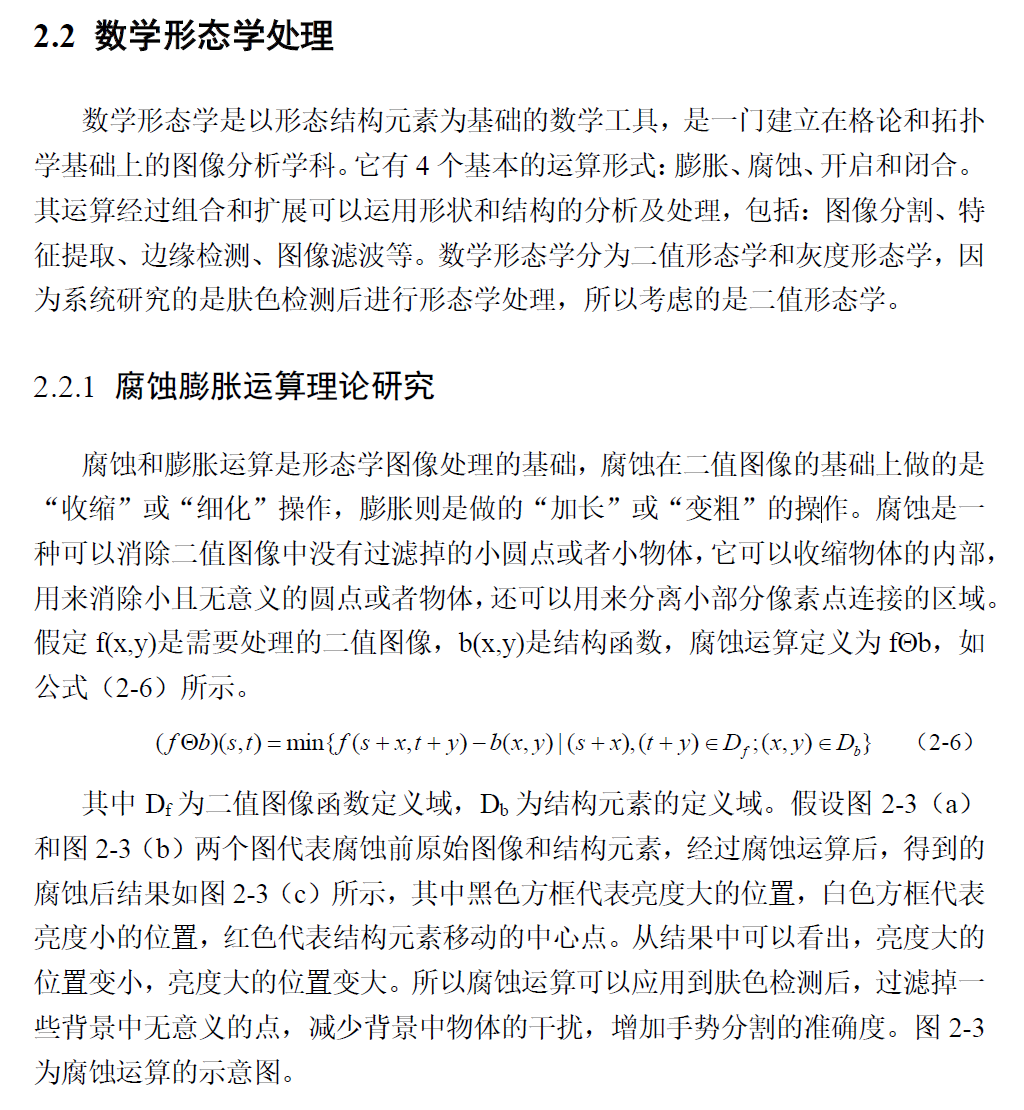 2.2 数学形态学处理
数学形态学是以形态结构元素为基础的数学工具，是一门建立在格论和拓扑
学基础上的图像分析学科。它有 4 个基本的运算形式：膨胀、腐蚀、开启和闭合。
其运算经过组合和扩展可以运用形状和结构的分析及处理，包括：图像分割、特
征提取、边缘检测、图像滤波等。数学形态学分为二值形态学和灰度形态学，因
为系统研究的是肤色检测后进行形态学处理，所以考虑的是二值形态学。
2.2.1 腐蚀膨胀运算理论研究
腐蚀和膨胀运算是形态学图像处理的基础，腐蚀在二值图像的基础上做的是
“收缩”或“细化”操作，膨胀则是做的“加长”或“变粗”的操作。腐蚀是一
种可以消除二值图像中没有过滤掉的小圆点或者小物体，它可以收缩物体的内部，
用来消除小且无意义的圆点或者物体，还可以用来分离小部分像素点连接的区域。
假定 f(x,y)是需要处理的二值图像，b(x,y)是结构函数，腐蚀运算定义为 fΘb，如
公式（2-6）所示。
(fΘb)(s,t) = min{f(s+x,t+y)−b(x,y)|(s+x),(t+y)∈D_f;(x,y)∈D_b} （2-6）
其中 D_f 为二值图像函数定义域，D_b 为结构元素的定义域。假设图 2-3（a）
和图 2-3（b）两个图代表腐蚀前原始图像和结构元素，经过腐蚀运算后，得到的
腐蚀后结果如图 2-3（c）所示，其中黑色方框代表亮度大的位置，白色方框代表
亮度小的位置，红色代表结构元素移动的中心点。从结果中可以看出，亮度大的
位置变小，亮度大的位置变大。所以腐蚀运算可以应用到肤色检测后，过滤掉一
些背景中无意义的点，减少背景中物体的干扰，增加手势分割的准确度。图 2-3
为腐蚀运算的示意图。